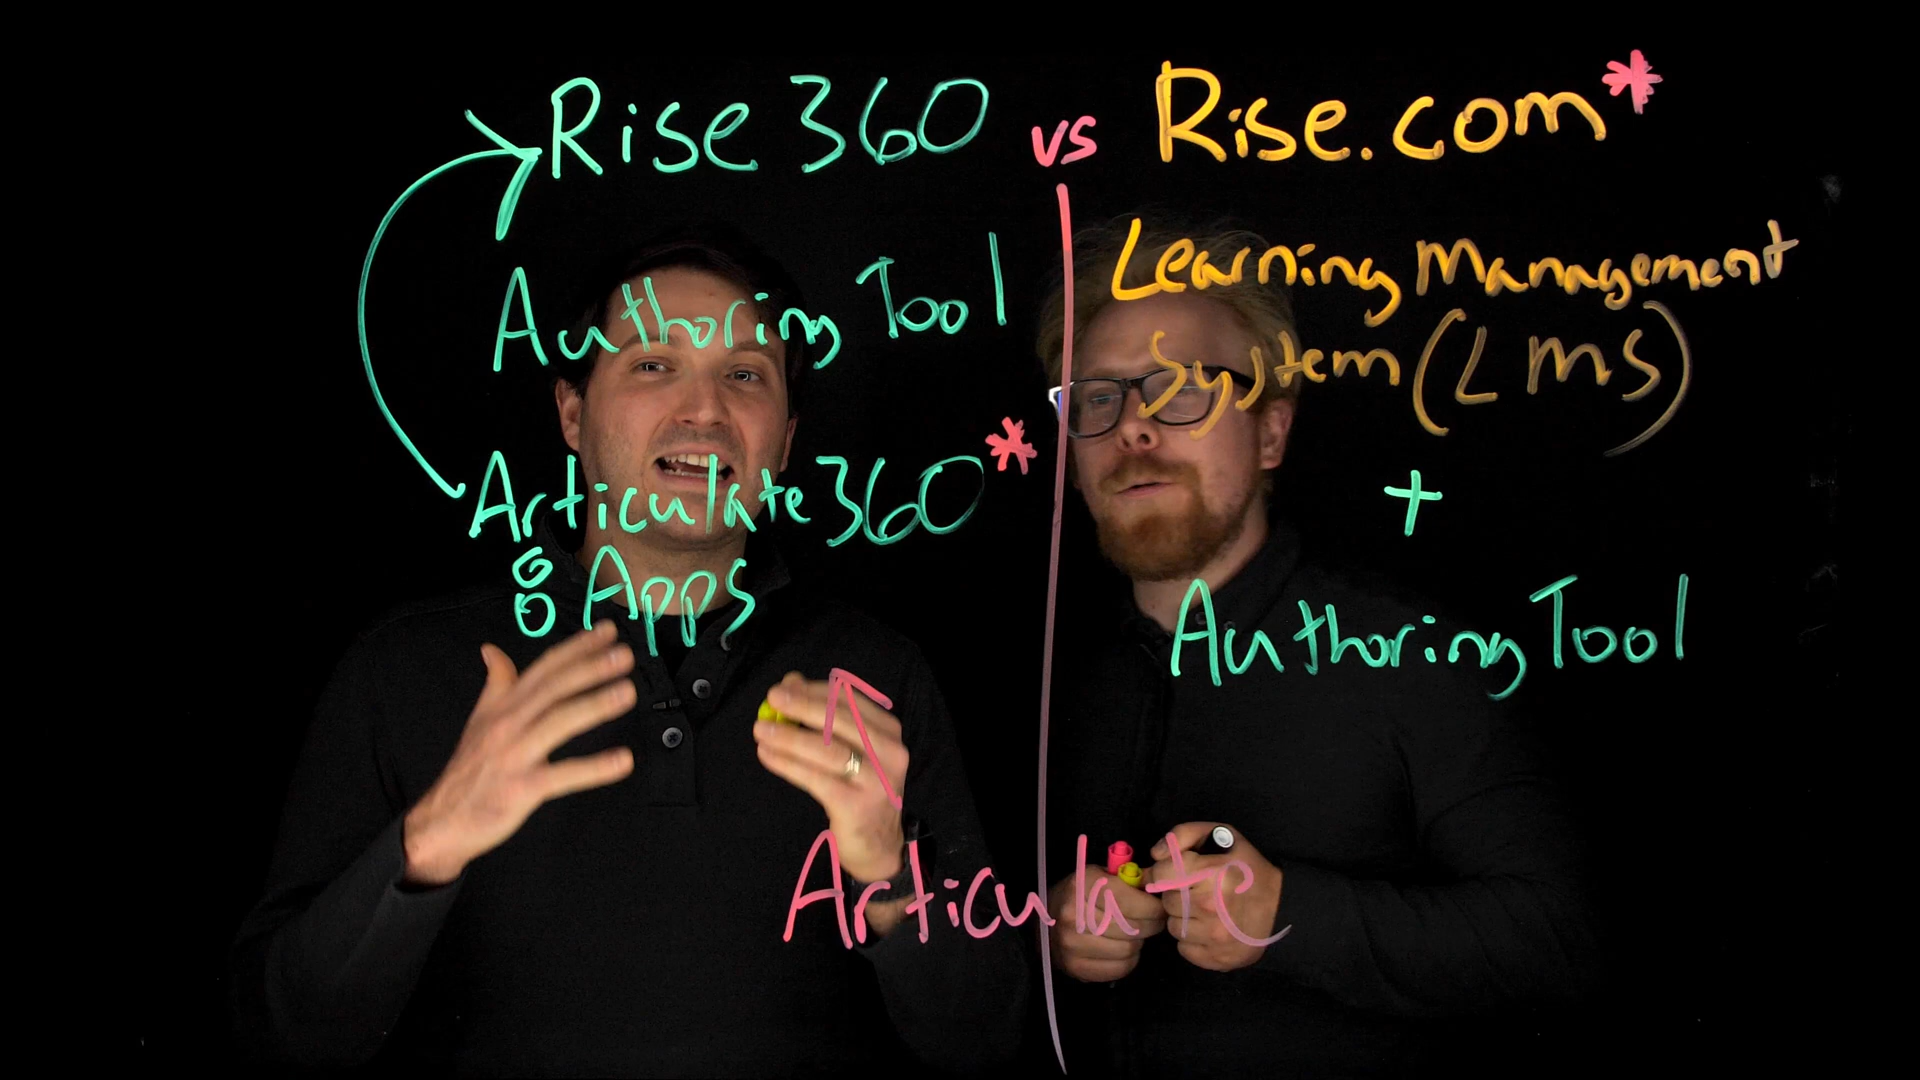 Rise 360 vs Rise.com*
Authoring Tool
Articulate 360*
8 Apps
Learning Management
System (LMS)
+
Authoring Tool
Articulate